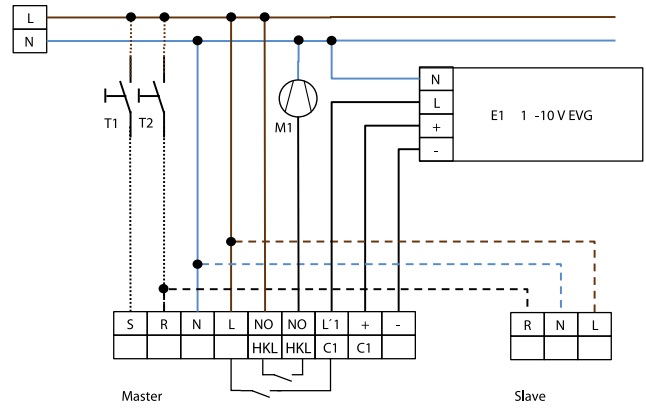 L
N
T1 T2 M1
N
L
+
-
E1 1 -10 V EVG
S R N L NO NO L´1 + -
HKL HKL C1 C1
R N L
Master Slave